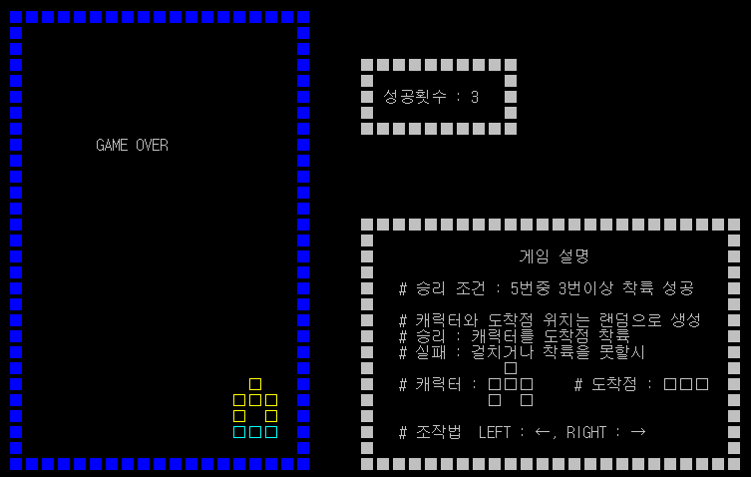 GAME OVER
성공횟수 : 3
게임 설명
# 승리 조건 : 5번중 3번이상 착륙 성공
# 캐릭터와 도착점 위치는 랜덤으로 생성
# 승리 : 캐릭터를 도착점 착륙
# 실패 : 겉치거나 착륙을 못할시
# 캐릭터 : # 도착점 : □□□
# 조작법 LEFT : ←, RIGHT : →